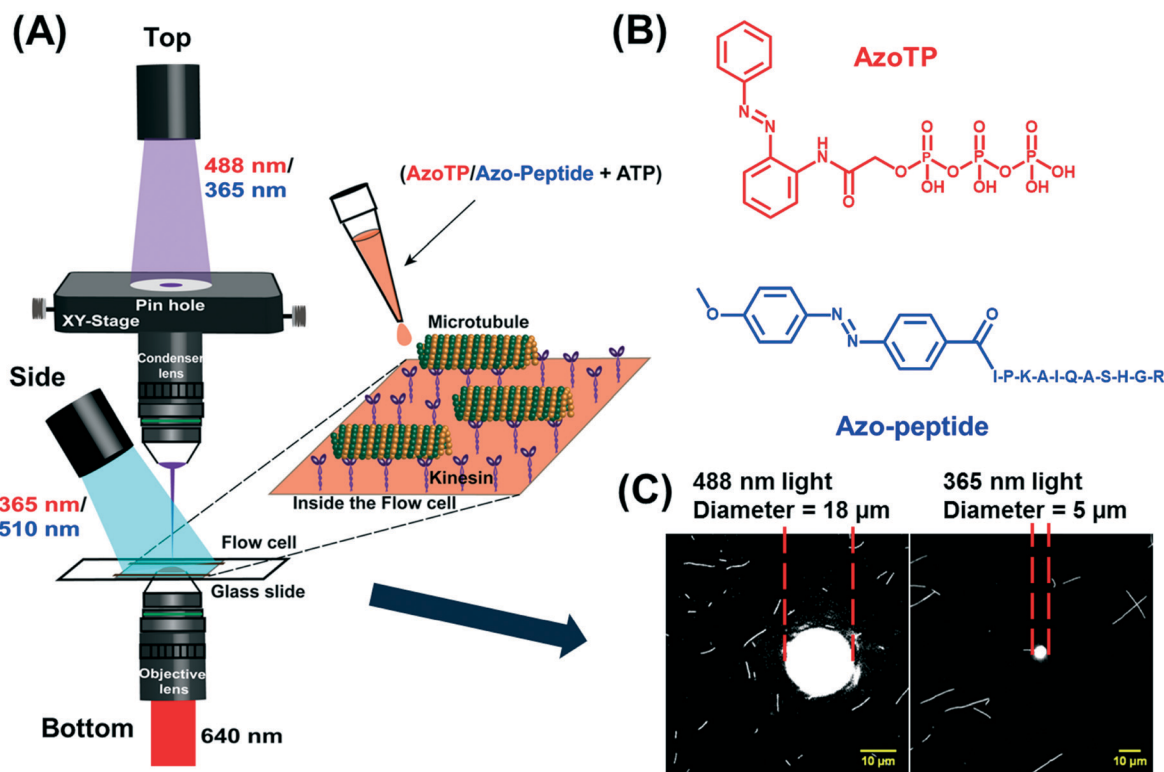 (A)
Top
488 nm/
365 nm
Pin hole
XY-Stage
Condenser
lens
Side
365 nm/
510 nm
Flow cell
Glass slide
Objective
lens
Bottom
640 nm
(AzoTP/Azo-Peptide + ATP)
Microtubule
Kinesin
Inside the Flow cell
(B)
AzoTP
N
N
H
N
O
O
O
O
O
O
O
P
P
P
OH
OH
OH
OH
O
N
N
O
I-P-K-A-I-Q-A-S-H-G-R
Azo-peptide
(C)
488 nm light
Diameter = 18 µm
365 nm light
Diameter = 5 µm
10 µm
10 µm